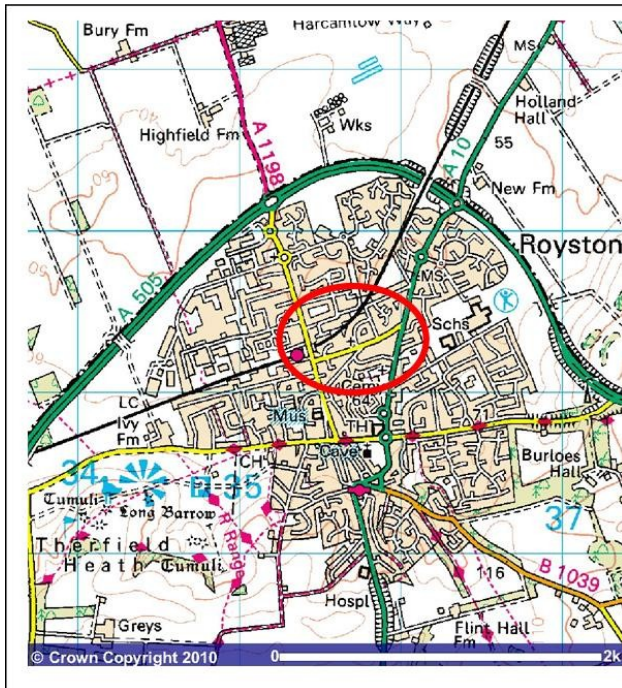 Bury Fm
Harcamlow Way
MS
Holland
Hall
Highfield Fm
Wks
A 1198
A 10
55
New Fm
Royston
MS
A 505
Schs
Cemy
64
LC
Ivy
Fm
Mus
TH
71
Cave
CH
Burloes
Hall
34
35
37
Tumuli
Long Barrow
R Range
Therfield
Heath
Tumuli
116
B 1039
Hospl
Greys
Flint Hall
Fm
© Crown Copyright 2010
0
2k